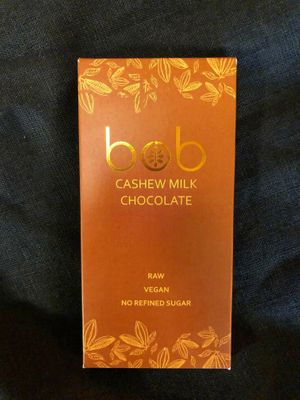 bob
CASHEW MILK
CHOCOLATE
RAW
VEGAN
NO REFINED SUGAR